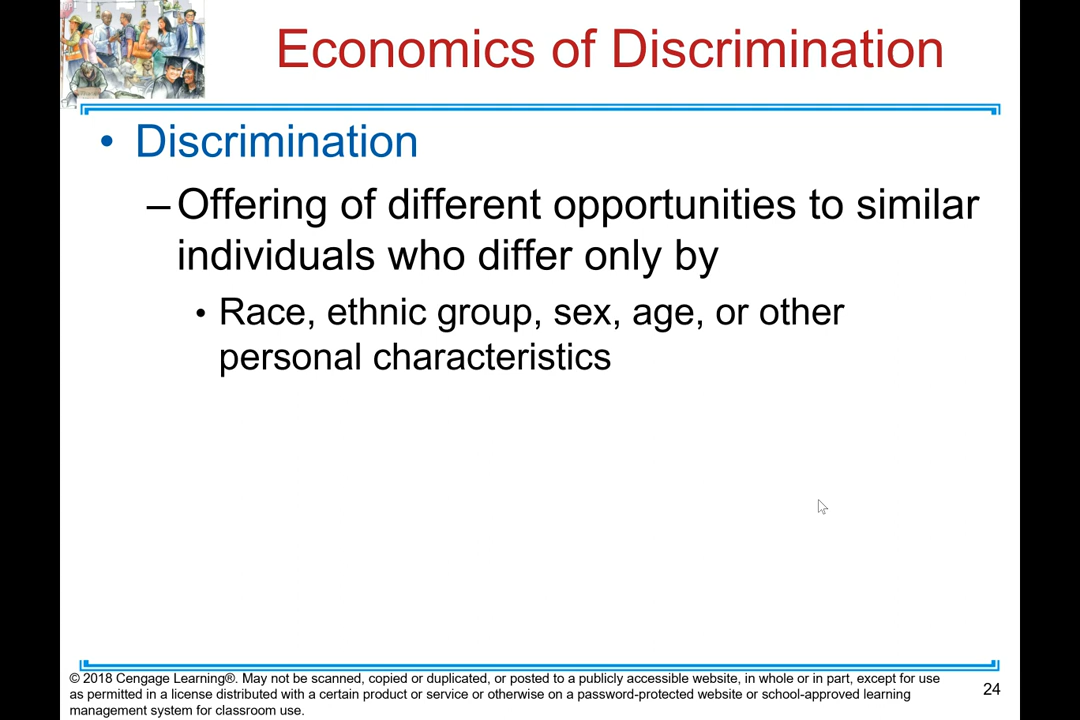 Economics of Discrimination
• Discrimination
– Offering of different opportunities to similar
individuals who differ only by
• Race, ethnic group, sex, age, or other
personal characteristics
© 2018 Cengage Learning®. May not be scanned, copied or duplicated, or posted to a publicly accessible website, in whole or in part, except for use
as permitted in a license distributed with a certain product or service or otherwise on a password-protected website or school-approved learning
management system for classroom use.
24